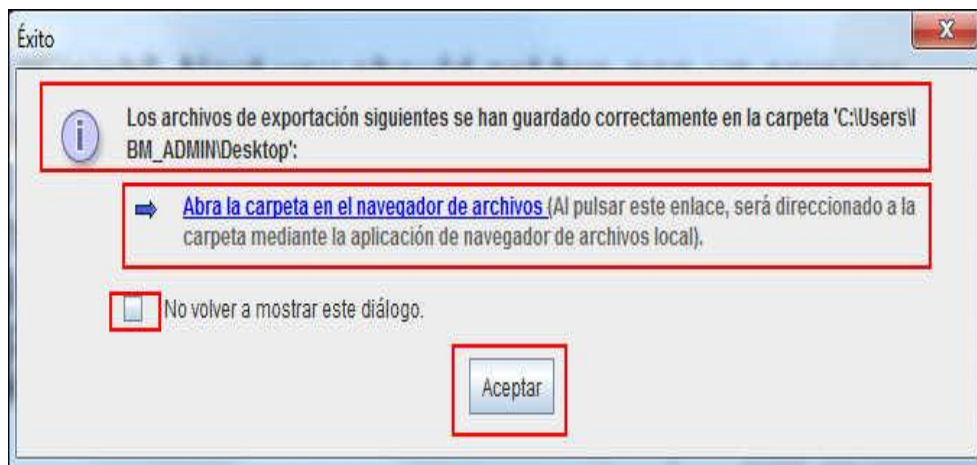 Éxito
Los archivos de exportación siguientes se han guardado correctamente en la carpeta 'C:\Users\I
BM_ADMIN\Desktop':
Abra la carpeta en el navegador de archivos (Al pulsar este enlace, será direccionado a la
carpeta mediante la aplicación de navegador de archivos local).
No volver a mostrar este diálogo.
Aceptar